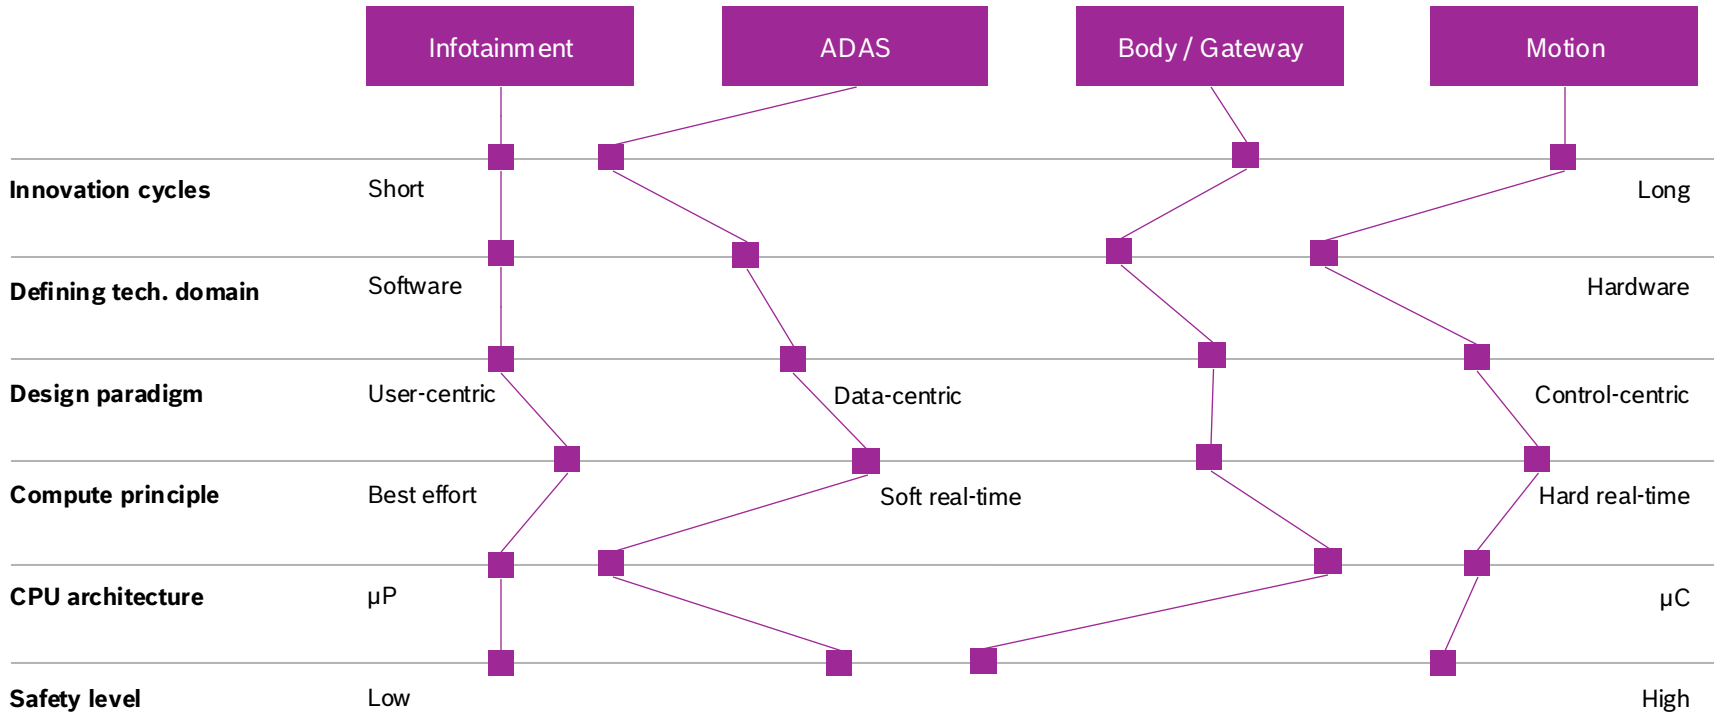 Infotainment ADAS Body / Gateway Motion
Innovation cycles Short Long
Defining tech. domain Software Hardware
Design paradigm User-centric Data-centric Control-centric
Compute principle Best effort Soft real-time Hard real-time
CPU architecture µP µC
Safety level Low High